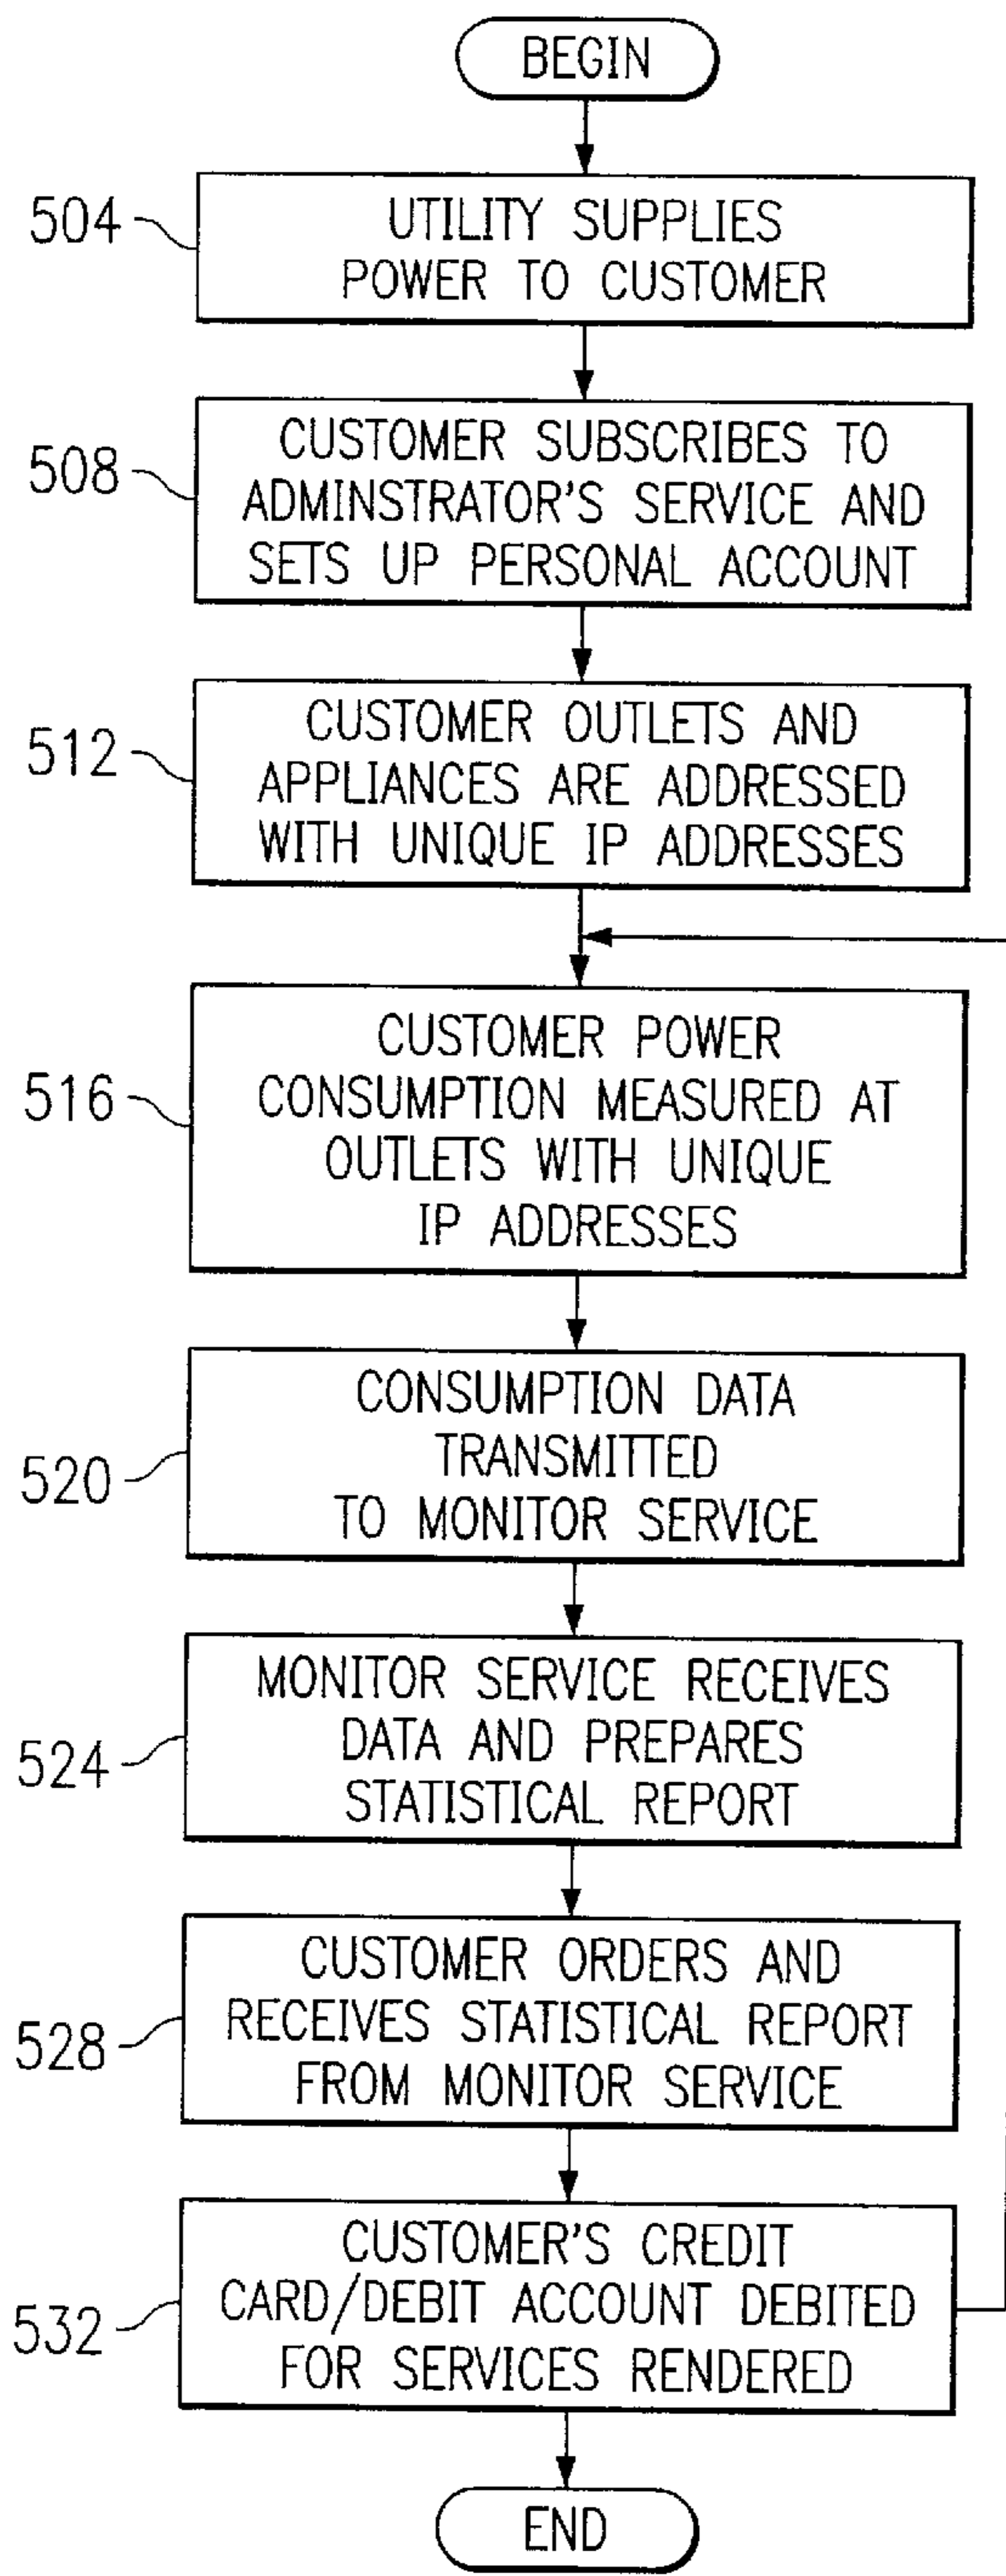 BEGIN
504
UTILITY SUPPLIES
POWER TO CUSTOMER
508
CUSTOMER SUBSCRIBES TO
ADMINSTRATOR'S SERVICE AND
SETS UP PERSONAL ACCOUNT
512
CUSTOMER OUTLETS AND
APPLIANCES ARE ADDRESSED
WITH UNIQUE IP ADDRESSES
516
CUSTOMER POWER
CONSUMPTION MEASURED AT
OUTLETS WITH UNIQUE
IP ADDRESSES
520
CONSUMPTION DATA
TRANSMITTED
TO MONITOR SERVICE
524
MONITOR SERVICE RECEIVES
DATA AND PREPARES
STATISTICAL REPORT
528
CUSTOMER ORDERS AND
RECEIVES STATISTICAL REPORT
FROM MONITOR SERVICE
532
CUSTOMER'S CREDIT
CARD/DEBIT ACCOUNT DEBITED
FOR SERVICES RENDERED
END